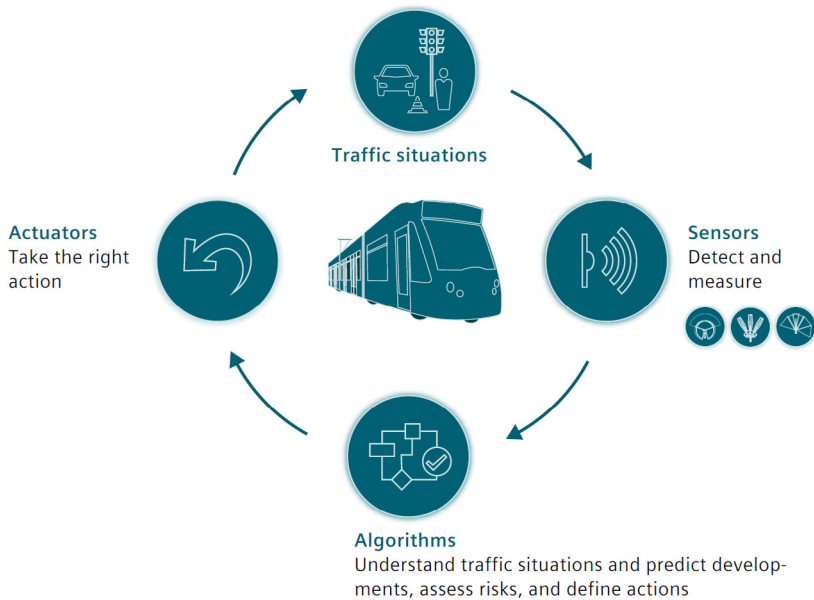 Traffic situations
Actuators
Take the right
action
Sensors
Detect and
measure
Algorithms
Understand traffic situations and predict develop-
ments, assess risks, and define actions